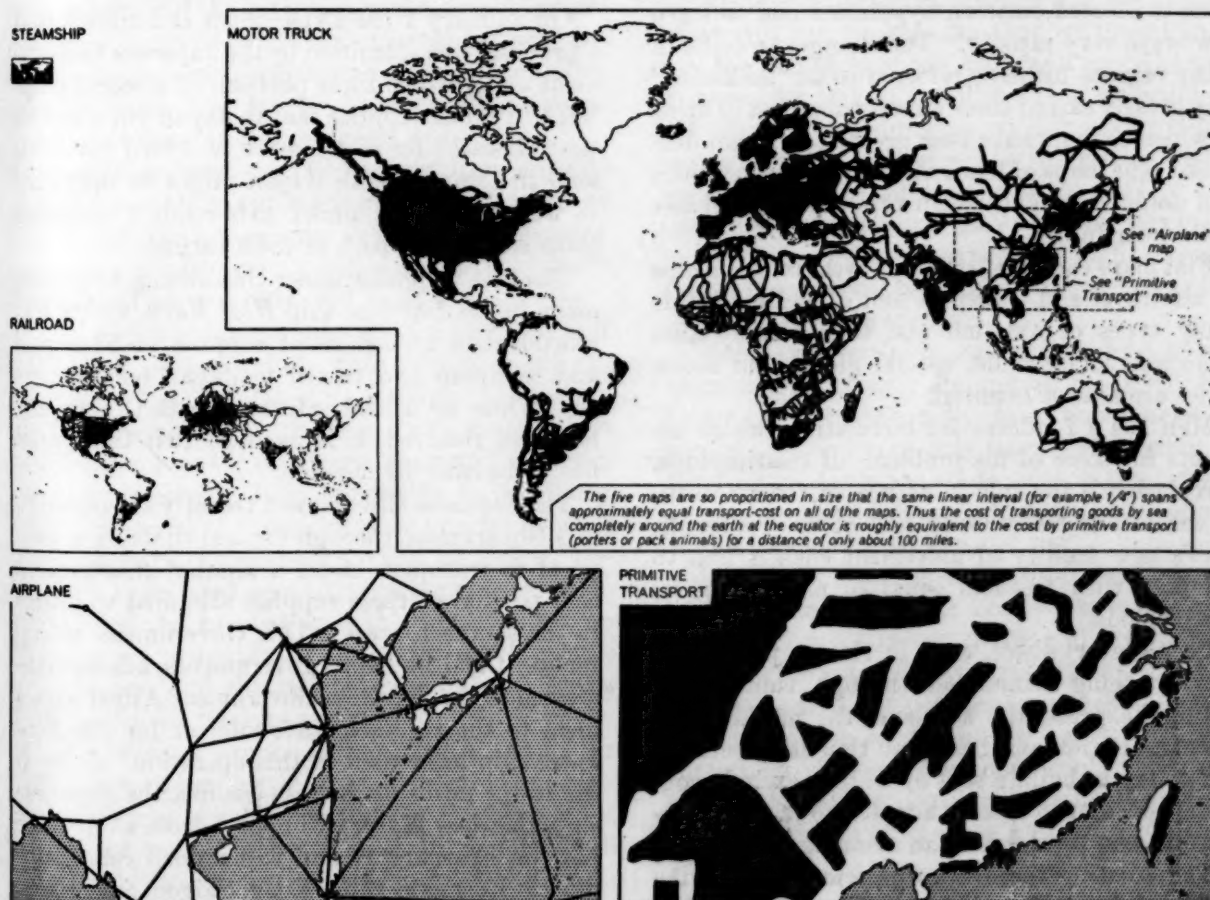 STEAMSHIP
MOTOR TRUCK
See "Airplane"
map
See "Primitive
Transport" map
RAILROAD
The five maps are so proportioned in size that the same linear interval (for example 1/4") spans
approximately equal transport-cost on all of the maps. Thus the cost of transporting goods by sea
completely around the earth at the equator is roughly equivalent to the cost by primitive transport
(porters or pack animals) for a distance of only about 100 miles.
AIRPLANE
PRIMITIVE
TRANSPORT